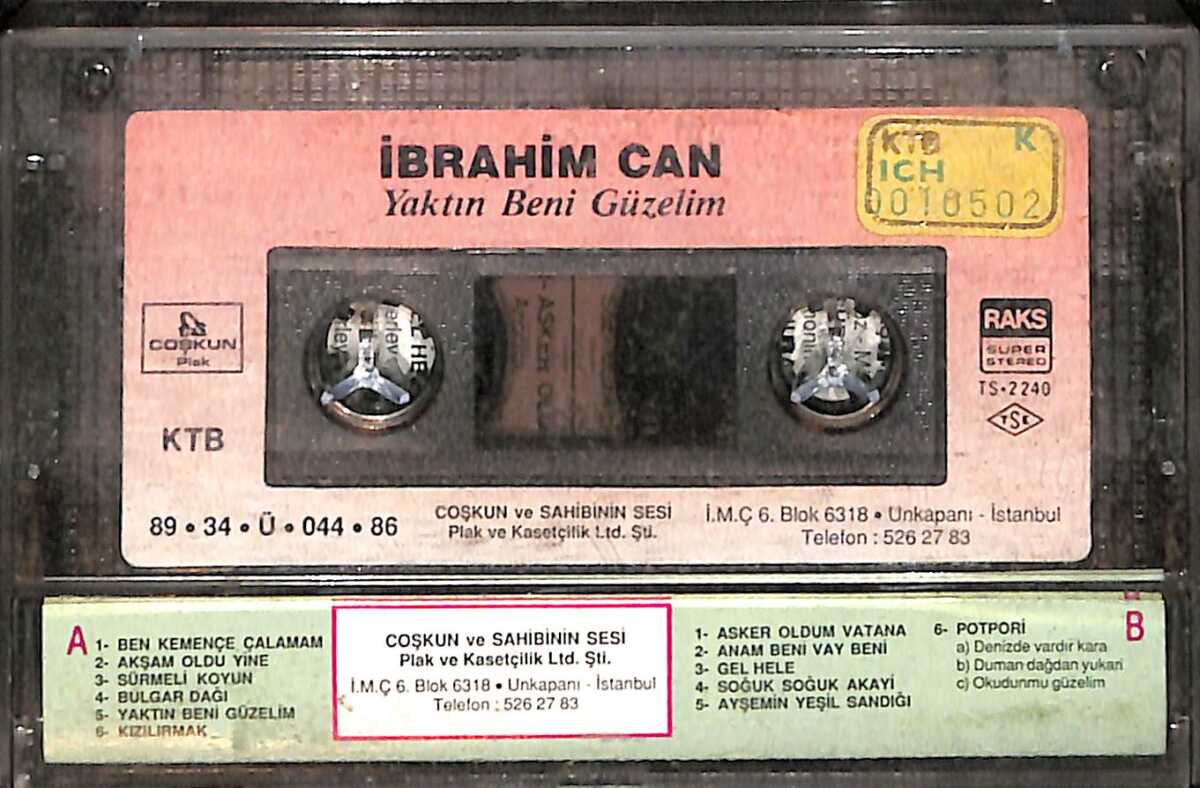 İBRAHİM CAN
Yaktın Beni Güzelim
KTB K
ICH
0010502
COŞKUN
Plak
KTB
RAKS
SUPER
STEREO
TS•2240
TSE
89 • 34 • Ü • 044 • 86
COŞKUN ve SAHİBİNİN SESİ
Plak ve Kasetçilik Ltd. Şti.
İ.M.Ç 6. Blok 6318 • Unkapanı - İstanbul
Telefon : 526 27 83
A
1- BEN KEMENÇE ÇALAMAM
2- AKŞAM OLDU YİNE
3- SÜRMELİ KOYUN
4- BULGAR DAĞI
5- YAKTIN BENİ GÜZELİM
6- KIZILIRMAK
COŞKUN ve SAHİBİNİN SESİ
Plak ve Kasetçilik Ltd. Şti.
İ.M.Ç 6. Blok 6318 • Unkapanı - İstanbul
Telefon : 526 27 83
B
1- ASKER OLDUM VATANA
2- ANAM BENİ VAY BENİ
3- GEL HELE
4- SOĞUK SOĞUK AKAYİ
5- AYŞEMİN YEŞİL SANDIĞI
6- POTPORİ
a) Denizde vardır kara
b) Duman dağdan yukarı
c) Okudunmu güzelim